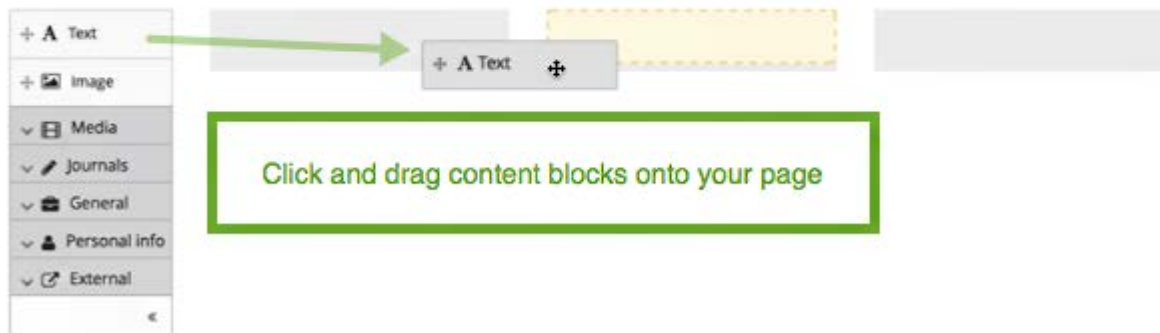 Text
A Text
Image
Media
Journals
Click and drag content blocks onto your page
General
Personal info
External